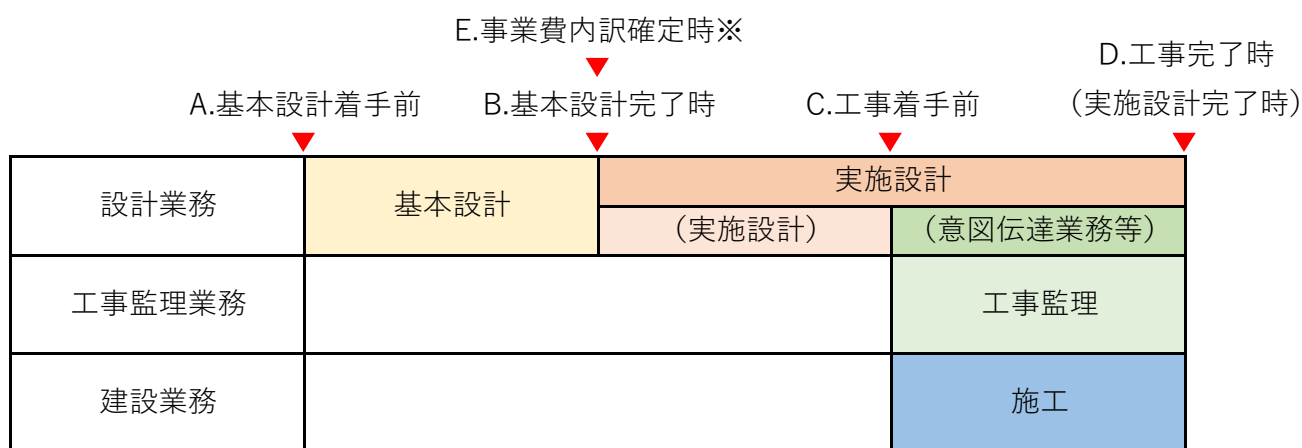 E.事業費内訳確定時※
D.工事完了時
A.基本設計着手前
B.基本設計完了時
C.工事着手前
（実施設計完了時）
設計業務
基本設計
実施設計
（実施設計）
（意図伝達業務等）
工事監理業務
工事監理
建設業務
施工